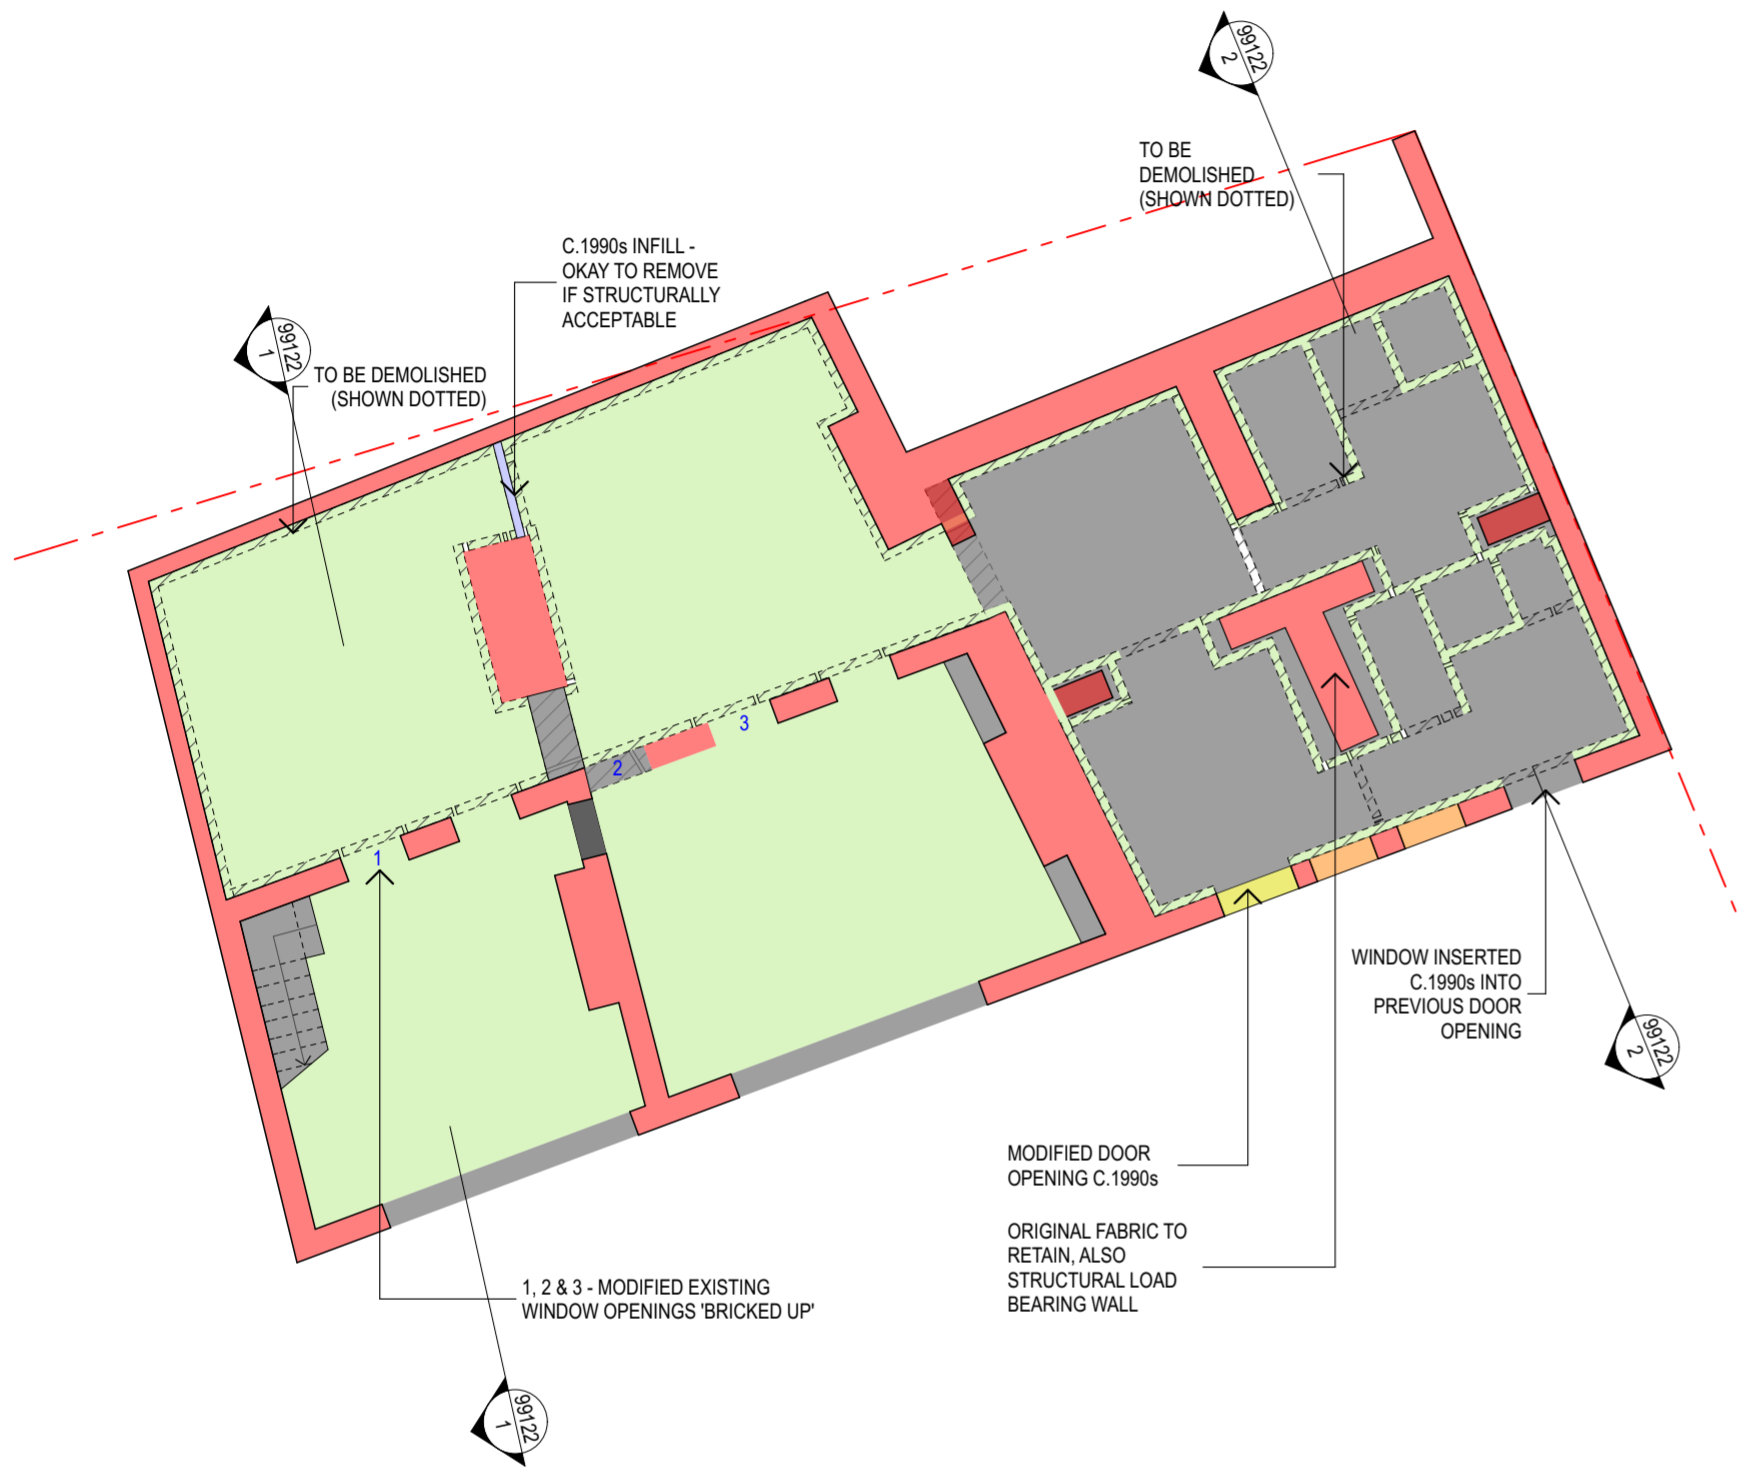 99122
2
TO BE
DEMOLISHED
(SHOWN DOTTED)
C.1990s INFILL -
OKAY TO REMOVE
IF STRUCTURALLY
ACCEPTABLE
99122
1
TO BE DEMOLISHED
(SHOWN DOTTED)
3
2
1
WINDOW INSERTED
C.1990s INTO
PREVIOUS DOOR
OPENING
99122
2
MODIFIED DOOR
OPENING C.1990s
ORIGINAL FABRIC TO
RETAIN, ALSO
STRUCTURAL LOAD
BEARING WALL
1, 2 & 3 - MODIFIED EXISTING
WINDOW OPENINGS 'BRICKED UP'
99122
1